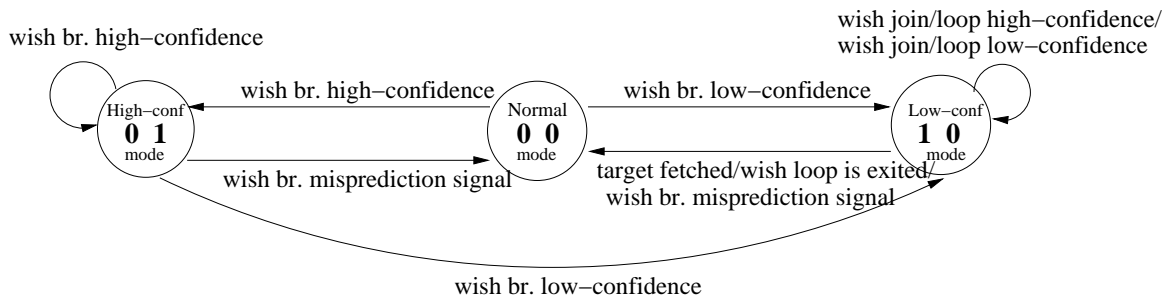 wish join/loop high−confidence/
wish join/loop low−confidence
wish br. high−confidence
wish br. high−confidence
wish br. low−confidence
High−conf
0 1
mode
Normal
0 0
mode
Low−conf
1 0
mode
wish br. misprediction signal
target fetched/wish loop is exited/
wish br. misprediction signal
wish br. low−confidence